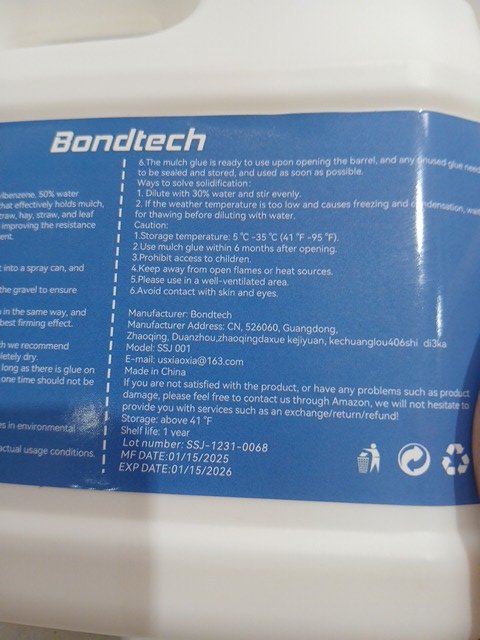 Bondtech
ylbenzene. 50% water
that effectively holds mulch,
traw, hay, straw, and leaf
improving the resistance
ent.
t into a spray can, and
the gravel to ensure
n in the same way, and
best firming effect.
ch we recommend
pletely dry.
long as there is glue on
one time should not be
es in environmental
actual usage conditions.
6.The mulch glue is ready to use upon opening the barrel, and any unused glue need
to be sealed and stored, and used as soon as possible.
Ways to solve solidification:
1. Dilute with 30% water and stir evenly.
2. If the weather temperature is too low and causes freezing and condensation, wait
for thawing before diluting with water.
Caution:
1.Storage temperature: 5 °C -35 °C (41 °F -95 °F).
2.Use mulch glue within 6 months after opening.
3.Prohibit access to children.
4.Keep away from open flames or heat sources.
5.Please use in a well-ventilated area.
6.Avoid contact with skin and eyes.
Manufacturer: Bondtech
Manufacturer Address: CN, 526060, Guangdong,
Zhaoqing, Duanzhou,zhaoqingdaxue kejiyuan, kechuanglou406shi di3ka
Model: SSJ 001
E-mail: usxiaoxia@163.com
Made in China
If you are not satisfied with the product, or have any problems such as product
damage, please feel free to contact us through Amazon, we will not hesitate to
provide you with services such as an exchange/return/refund!
Storage: above 41 °F
Shelf life: 1 year
Lot number: SSJ-1231-0068
MF DATE:01/15/2025
EXP DATE:01/15/2026